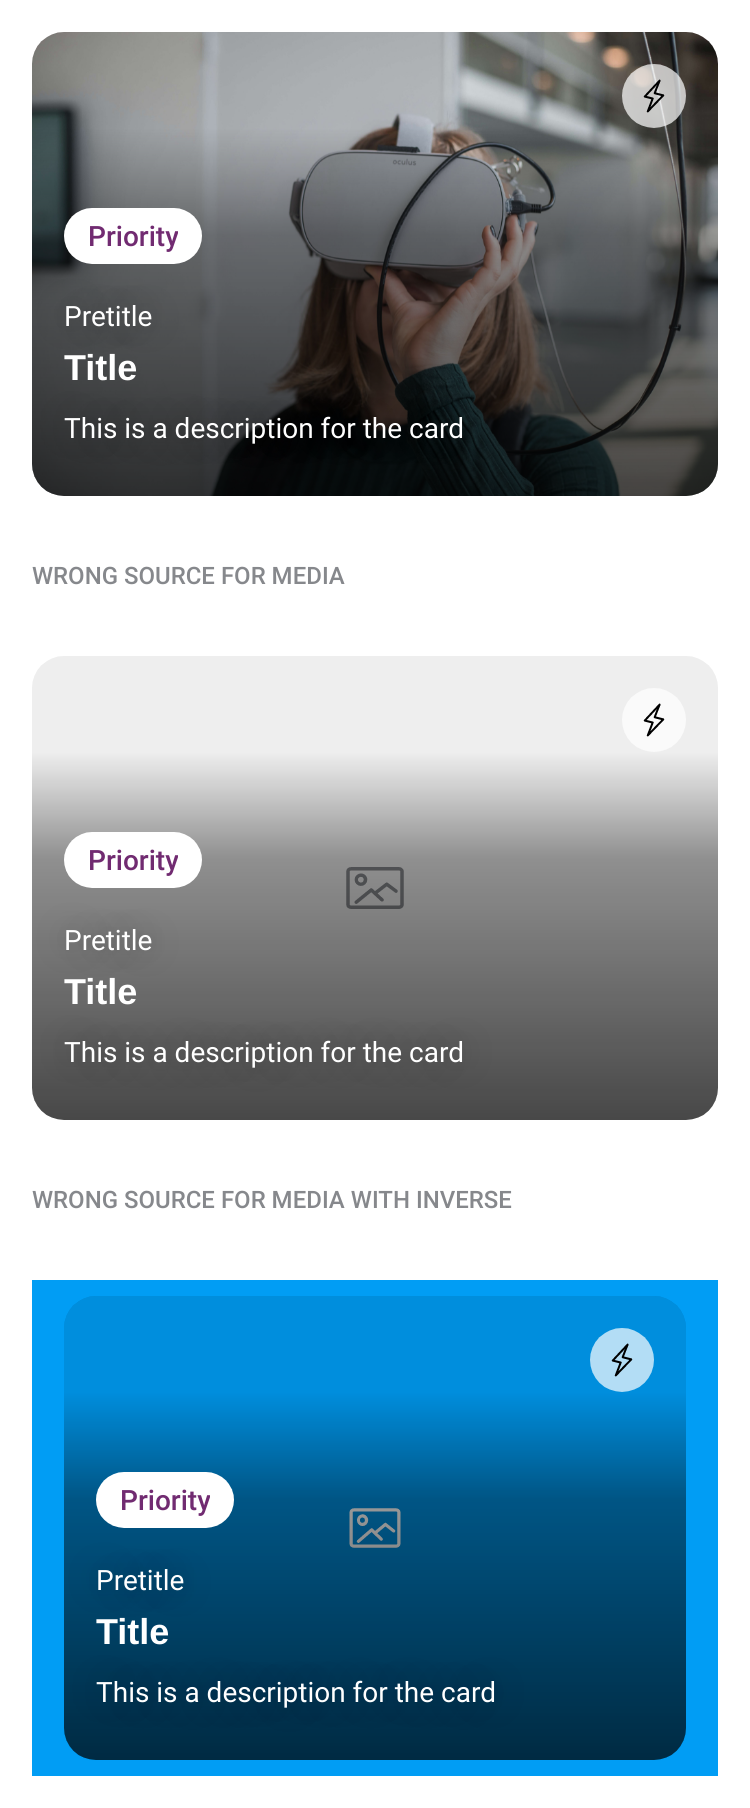 oculus
Priority
Pretitle
Title
This is a description for the card
WRONG SOURCE FOR MEDIA
Priority
Pretitle
Title
This is a description for the card
WRONG SOURCE FOR MEDIA WITH INVERSE
Priority
Pretitle
Title
This is a description for the card